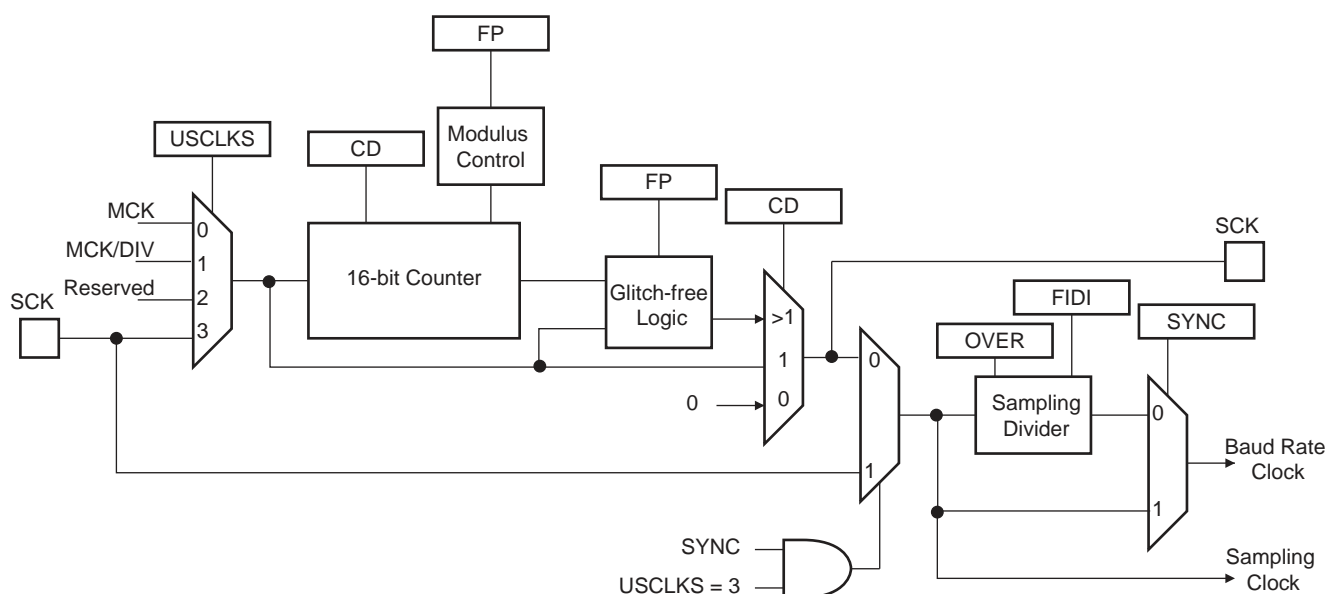 FP
USCLKS
CD
Modulus
Control
FP
CD
MCK
0
MCK/DIV
1
Reserved
2
SCK
3
16-bit Counter
Glitch-free
Logic
>1
1
0
0
SCK
FIDI
OVER
SYNC
0
1
Sampling
Divider
0
1
Baud Rate
Clock
SYNC
USCLKS = 3
Sampling
Clock